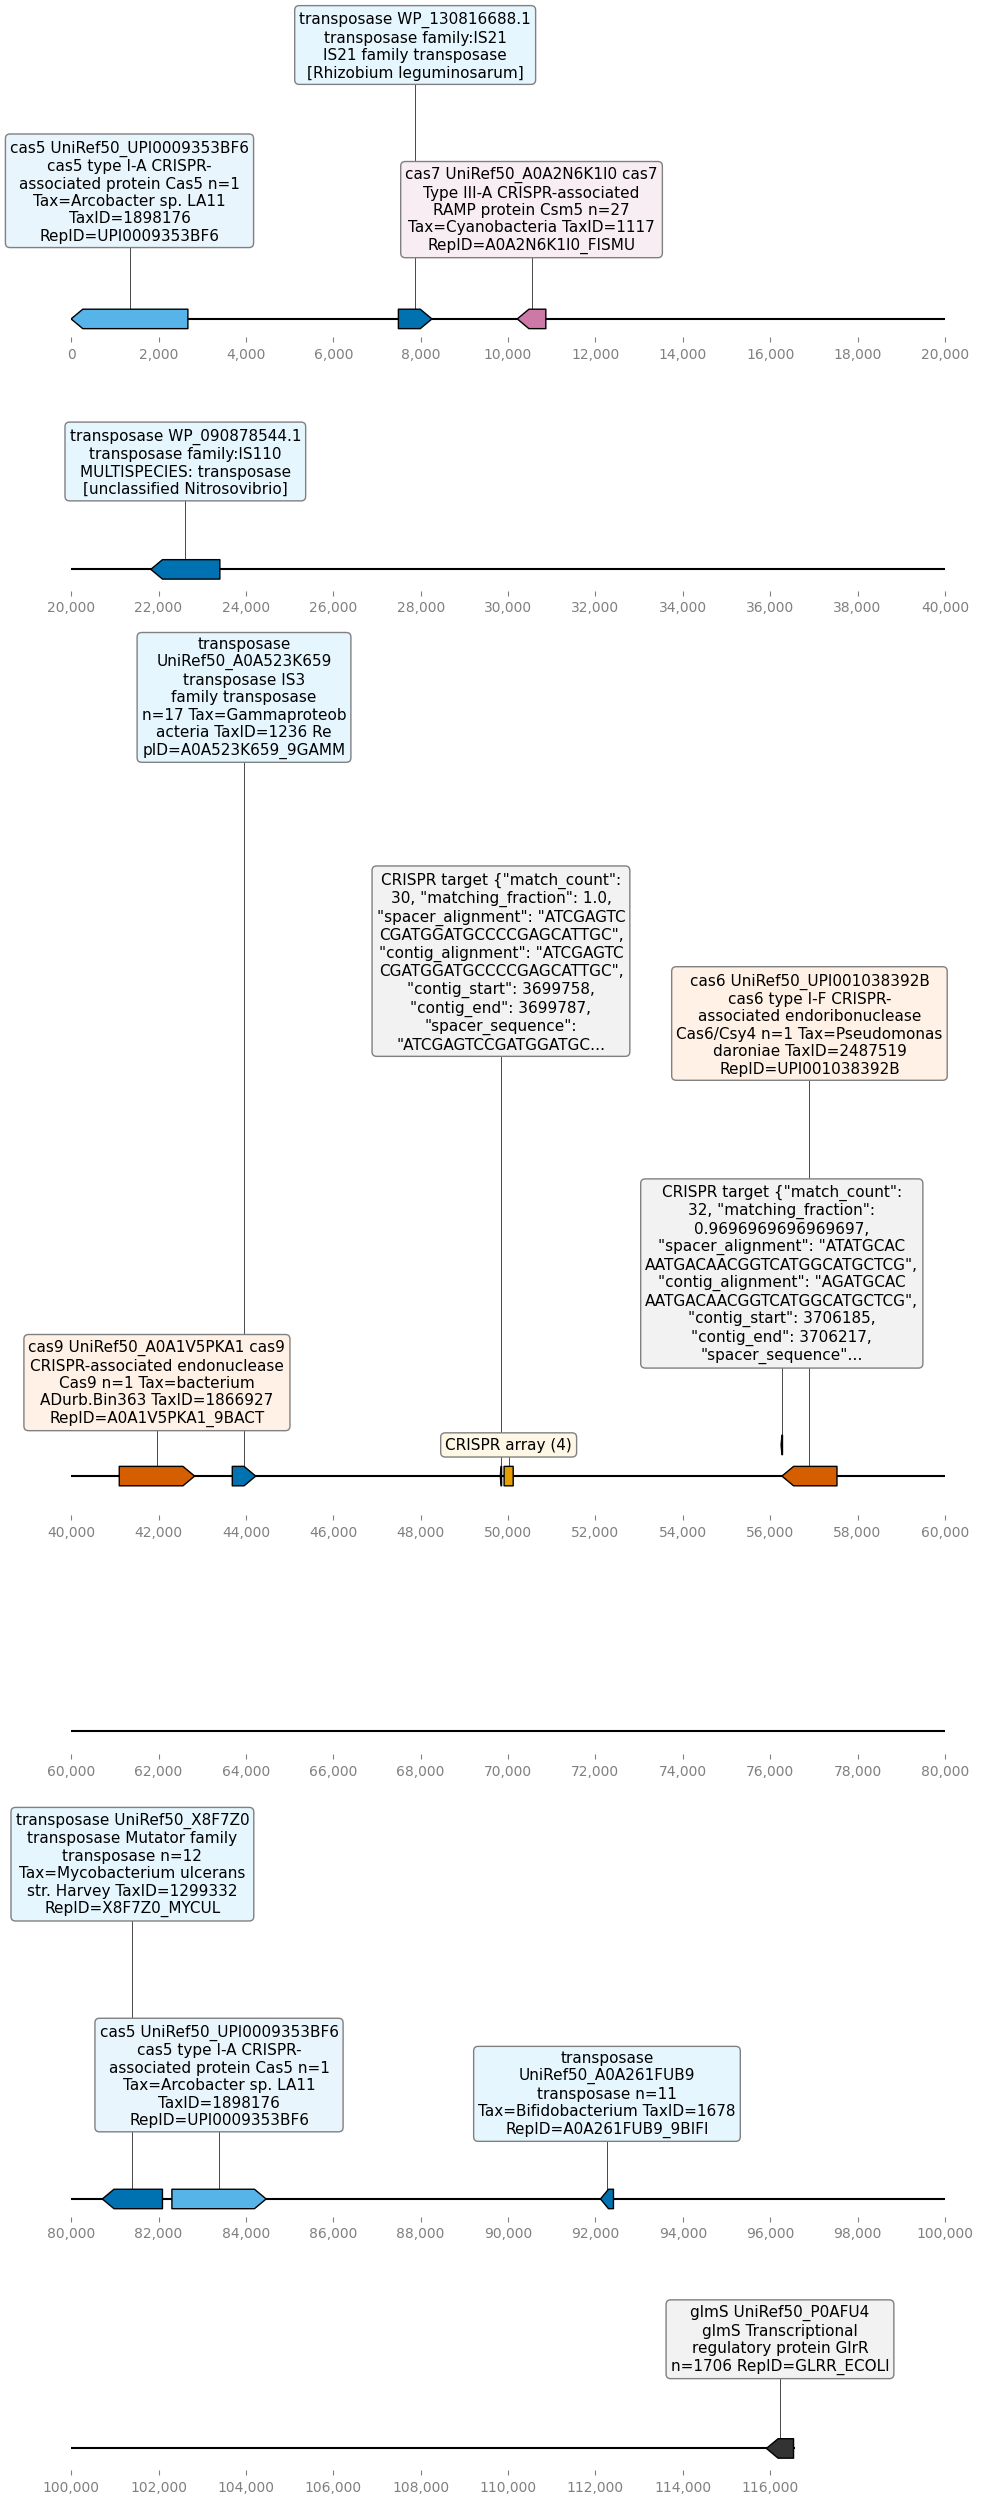 transposase WP_130816688.1
transposase family:IS21
IS21 family transposase
[Rhizobium leguminosarum]
cas5 UniRef50_UPI0009353BF6
cas5 type I-A CRISPR-
associated protein Cas5 n=1
Tax=Arcobacter sp. LA11
TaxID=1898176
RepID=UPI0009353BF6
cas7 UniRef50_A0A2N6K1I0 cas7
Type III-A CRISPR-associated
RAMP protein Csm5 n=27
Tax=Cyanobacteria TaxID=1117
RepID=A0A2N6K1I0_FISMU
0 2,000 4,000 6,000 8,000 10,000 12,000 14,000 16,000 18,000 20,000
transposase WP_090878544.1
transposase family:IS110
MULTISPECIES: transposase
[unclassified Nitrosovibrio]
20,000 22,000 24,000 26,000 28,000 30,000 32,000 34,000 36,000 38,000 40,000
transposase
UniRef50_A0A523K659
transposase IS3
family transposase
n=17 Tax=Gammaproteob
acteria TaxID=1236 Re
pID=A0A523K659_9GAMM
CRISPR target {"match_count":
30, "matching_fraction": 1.0,
"spacer_alignment": "ATCGAGTC
CGATGGATGCCCCGAGCATTGC",
"contig_alignment": "ATCGAGTC
CGATGGATGCCCCGAGCATTGC",
"contig_start": 3699758,
"contig_end": 3699787,
"spacer_sequence":
"ATCGAGTCCGATGGATGC...
cas6 UniRef50_UPI001038392B
cas6 type I-F CRISPR-
associated endoribonuclease
Cas6/Csy4 n=1 Tax=Pseudomonas
daroniae TaxID=2487519
RepID=UPI001038392B
CRISPR target {"match_count":
32, "matching_fraction":
0.9696969696969697,
"spacer_alignment": "ATATGCAC
AATGACAACGGTCATGGCATGCTCG",
"contig_alignment": "AGATGCAC
AATGACAACGGTCATGGCATGCTCG",
"contig_start": 3706185,
"contig_end": 3706217,
"spacer_sequence"...
cas9 UniRef50_A0A1V5PKA1 cas9
CRISPR-associated endonuclease
Cas9 n=1 Tax=bacterium
ADurb.Bin363 TaxID=1866927
RepID=A0A1V5PKA1_9BACT
CRISPR array (4)
40,000 42,000 44,000 46,000 48,000 50,000 52,000 54,000 56,000 58,000 60,000
60,000 62,000 64,000 66,000 68,000 70,000 72,000 74,000 76,000 78,000 80,000
transposase UniRef50_X8F7Z0
transposase Mutator family
transposase n=12
Tax=Mycobacterium ulcerans
str. Harvey TaxID=1299332
RepID=X8F7Z0_MYCUL
cas5 UniRef50_UPI0009353BF6
cas5 type I-A CRISPR-
associated protein Cas5 n=1
Tax=Arcobacter sp. LA11
TaxID=1898176
RepID=UPI0009353BF6
transposase
UniRef50_A0A261FUB9
transposase n=11
Tax=Bifidobacterium TaxID=1678
RepID=A0A261FUB9_9BIFI
80,000 82,000 84,000 86,000 88,000 90,000 92,000 94,000 96,000 98,000 100,000
glmS UniRef50_P0AFU4
glmS Transcriptional
regulatory protein GlrR
n=1706 RepID=GLRR_ECOLI
100,000 102,000 104,000 106,000 108,000 110,000 112,000 114,000 116,000